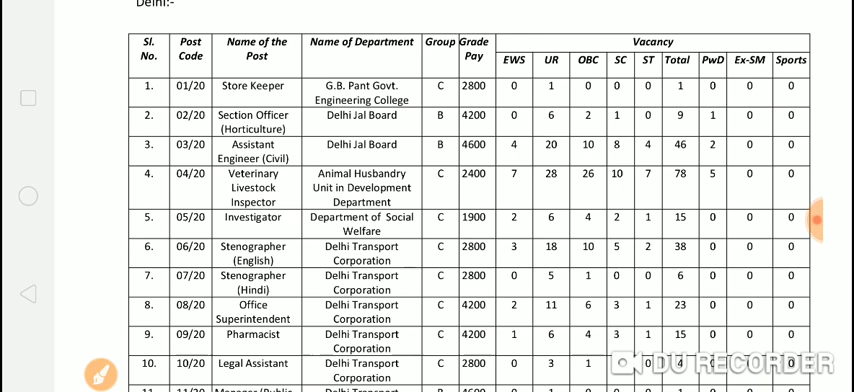 Delhi:-
Sl. No. Post Code Name of the Post Name of Department Group Grade Pay Vacancy
EWS UR OBC SC ST Total PwD Ex-SM Sports
1. 01/20 Store Keeper G.B. Pant Govt. Engineering College C 2800 0 1 0 0 0 1 0 0 0
2. 02/20 Section Officer (Horticulture) Delhi Jal Board B 4200 0 6 2 1 0 9 1 0 0
3. 03/20 Assistant Engineer (Civil) Delhi Jal Board B 4600 4 20 10 8 4 46 2 0 0
4. 04/20 Veterinary Livestock Inspector Animal Husbandry Unit in Development Department C 2400 7 28 26 10 7 78 5 0 0
5. 05/20 Investigator Department of Social Welfare C 1900 2 6 4 2 1 15 0 0 0
6. 06/20 Stenographer (English) Delhi Transport Corporation C 2800 3 18 10 5 2 38 0 0 0
7. 07/20 Stenographer (Hindi) Delhi Transport Corporation C 2800 0 5 1 0 0 6 0 0 0
8. 08/20 Office Superintendent Delhi Transport Corporation C 4200 2 11 6 3 1 23 0 0 0
9. 09/20 Pharmacist Delhi Transport Corporation C 4200 1 6 4 3 1 15 0 0 0
10. 10/20 Legal Assistant Delhi Transport Corporation C 2800 0 3 1 0 4 0 0
DU RECORDER